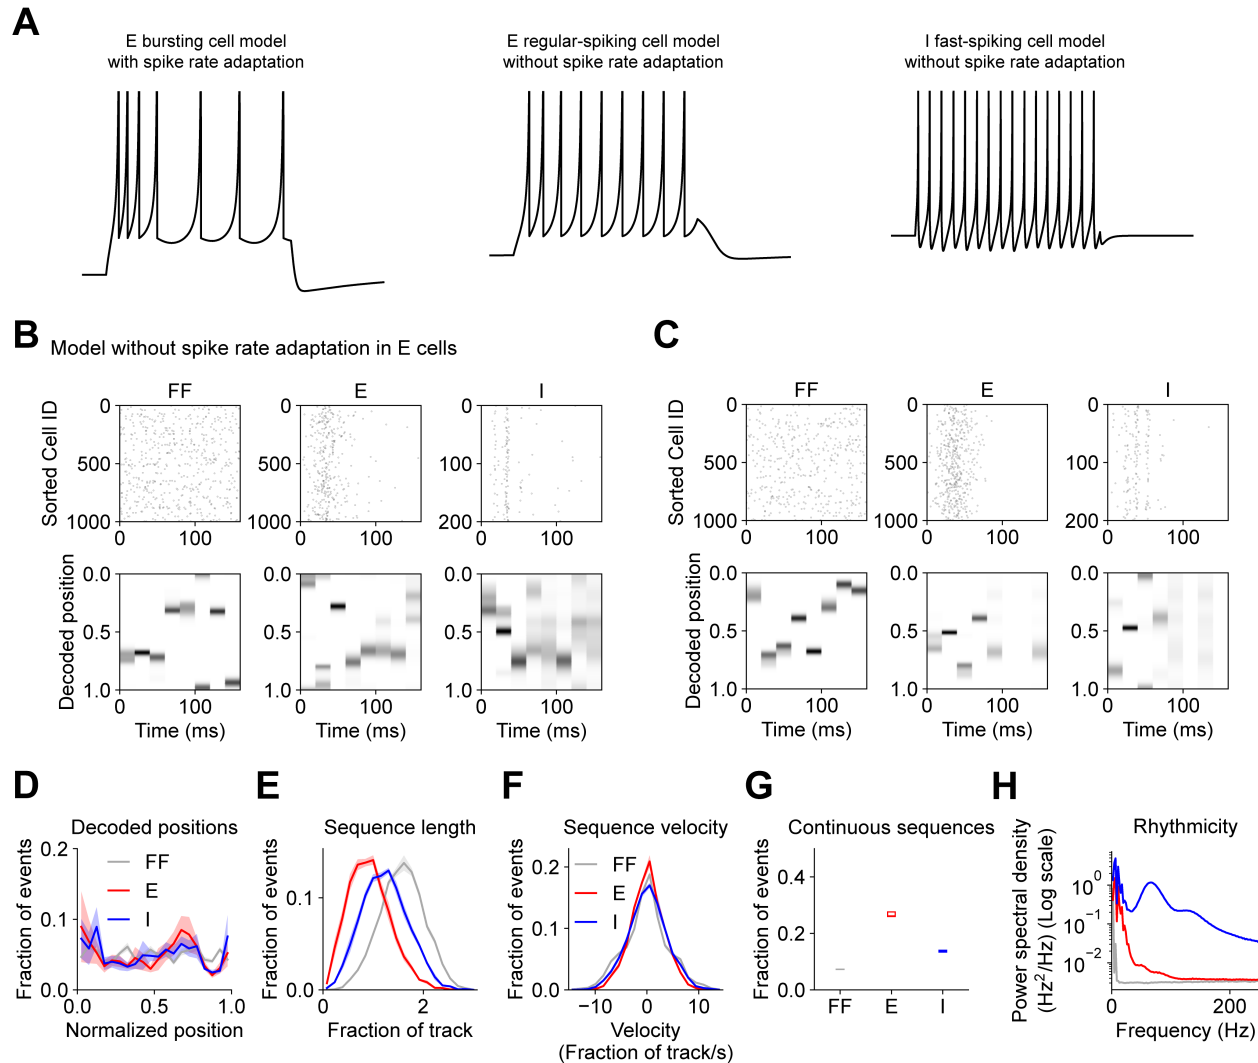 A
E bursting cell model
with spike rate adaptation
E regular-spiking cell model
without spike rate adaptation
I fast-spiking cell model
without spike rate adaptation
B
Model without spike rate adaptation in E cells
FF
E
I
Sorted Cell ID
0
500
1000
0
100
0
500
1000
0
100
0
100
200
0
100
Decoded position
0.0
0.5
1.0
0
100
Time (ms)
0.0
0.5
1.0
0
100
Time (ms)
0.0
0.5
1.0
0
100
Time (ms)
C
FF
E
I
Sorted Cell ID
0
500
1000
0
100
0
500
1000
0
100
0
100
200
0
100
Decoded position
0.0
0.5
1.0
0
100
Time (ms)
0.0
0.5
1.0
0
100
Time (ms)
0.0
0.5
1.0
0
100
Time (ms)
D
Decoded positions
Fraction of events
0.2
0.1
0.0
FF
E
I
0.0
0.5
1.0
Normalized position
E
Sequence length
Fraction of events
0.1
0.0
0
2
Fraction of track
F
Sequence velocity
Fraction of events
0.2
0.1
0.0
FF
E
I
−10
0
10
Velocity
(Fraction of track/s)
G
Continuous sequences
Fraction of events
0.4
0.2
0.0
FF
E
I
H
Rhythmicity
Power spectral density
(Hz²/Hz) (Log scale)
10⁰
10⁻¹
10⁻²
0
200
Frequency (Hz)